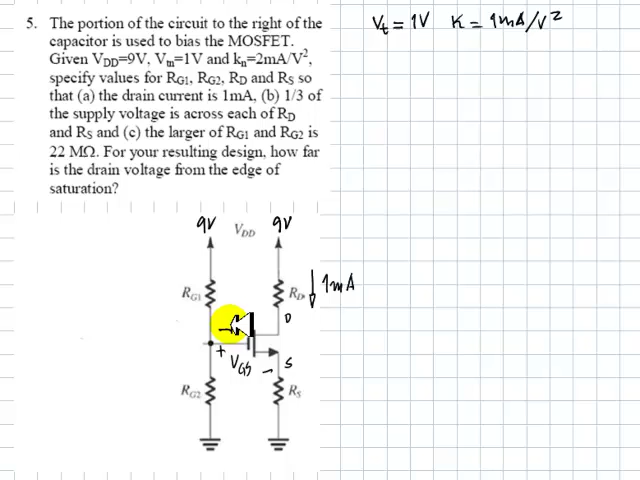 5. The portion of the circuit to the right of the
capacitor is used to bias the MOSFET.
Given VDD=9V, Vtn=1V and kn=2mA/V²,
specify values for RG1, RG2, RD and RS so
that (a) the drain current is 1mA, (b) 1/3 of
the supply voltage is across each of RD
and RS and (c) the larger of RG1 and RG2 is
22 MΩ. For your resulting design, how far
is the drain voltage from the edge of
saturation?
Vt = 1V K = 1mA/V²
9V VDD 9V
RG1 RD 1mA
D
+ VGS - S
RG2 RS